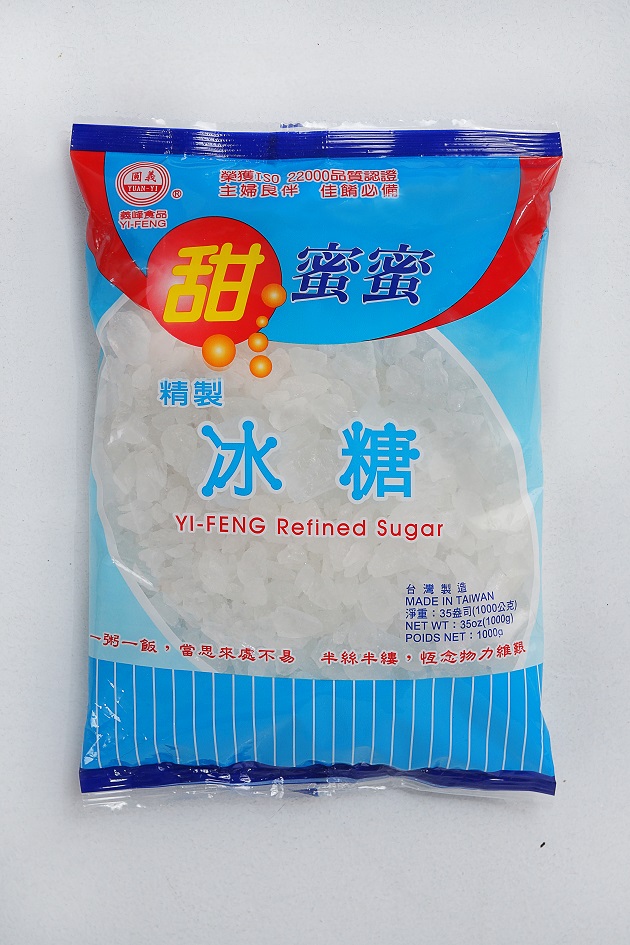 圓義
YUAN-YI
®
義峰食品
YI-FENG
榮獲ISO 22000品質認證
主婦良伴 佳餚必備
甜蜜蜜
精製
冰糖
YI-FENG Refined Sugar
台灣製造
MADE IN TAIWAN
淨重：35盎司(1000公克)
NET WT：35oz(1000g)
POIDS NET：1000g
一粥一飯，當思來處不易 半絲半縷，恆念物力維艱